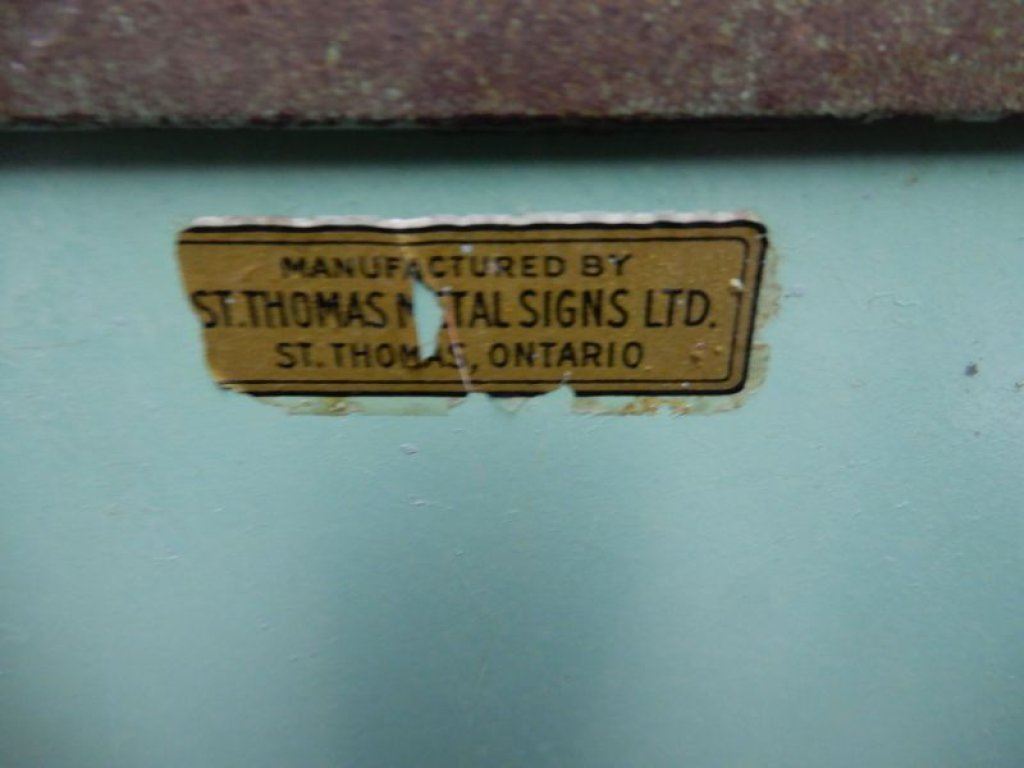 MANUFACTURED BY
ST. THOMAS METAL SIGNS LTD.
ST. THOMAS, ONTARIO